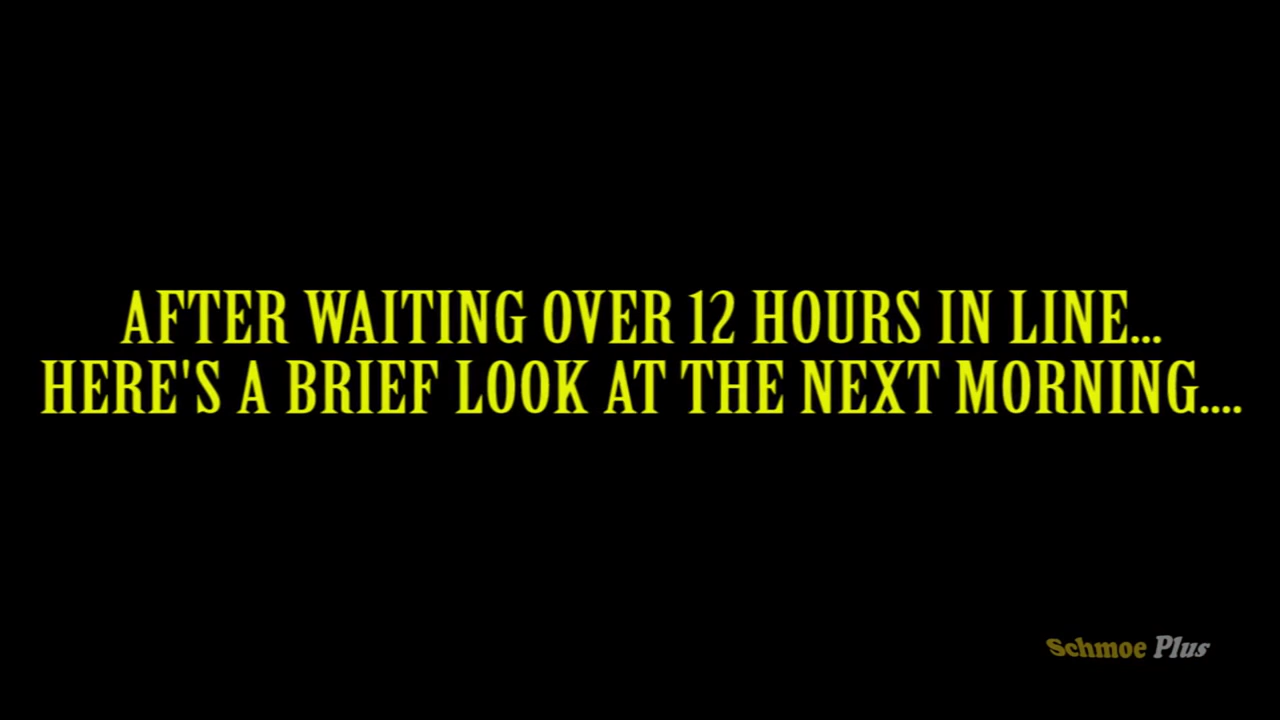 AFTER WAITING OVER 12 HOURS IN LINE...
HERE'S A BRIEF LOOK AT THE NEXT MORNING....
Schmoe Plus